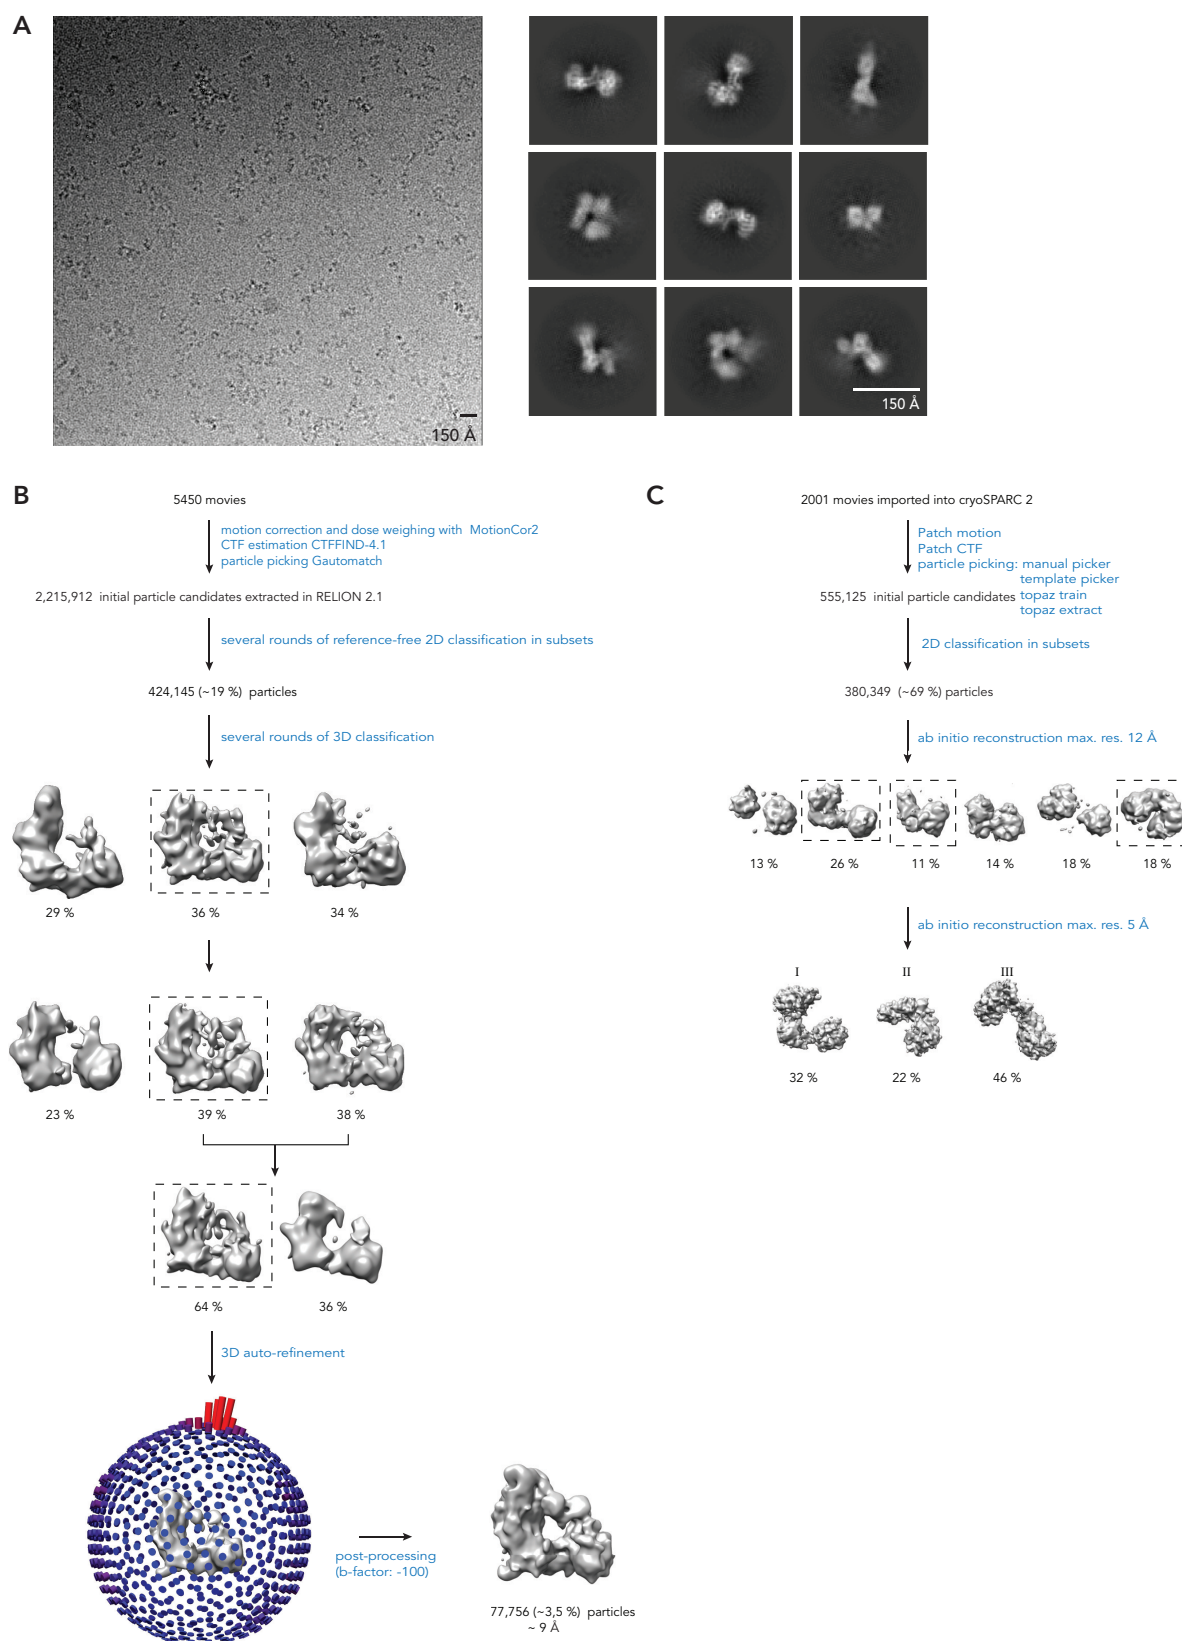 A
150 Å
150 Å
B
5450 movies
motion correction and dose weighing with MotionCor2
CTF estimation CTFFIND-4.1
particle picking Gautomatch
2,215,912 initial particle candidates extracted in RELION 2.1
several rounds of reference-free 2D classification in subsets
424,145 (~19 %) particles
several rounds of 3D classification
29 %
36 %
34 %
23 %
39 %
38 %
64 %
36 %
3D auto-refinement
post-processing
(b-factor: -100)
77,756 (~3,5 %) particles
~ 9 Å
C
2001 movies imported into cryoSPARC 2
Patch motion
Patch CTF
particle picking: manual picker
template picker
555,125 initial particle candidates topaz train
topaz extract
2D classification in subsets
380,349 (~69 %) particles
ab initio reconstruction max. res. 12 Å
13 %
26 %
11 %
14 %
18 %
18 %
ab initio reconstruction max. res. 5 Å
I
II
III
32 %
22 %
46 %